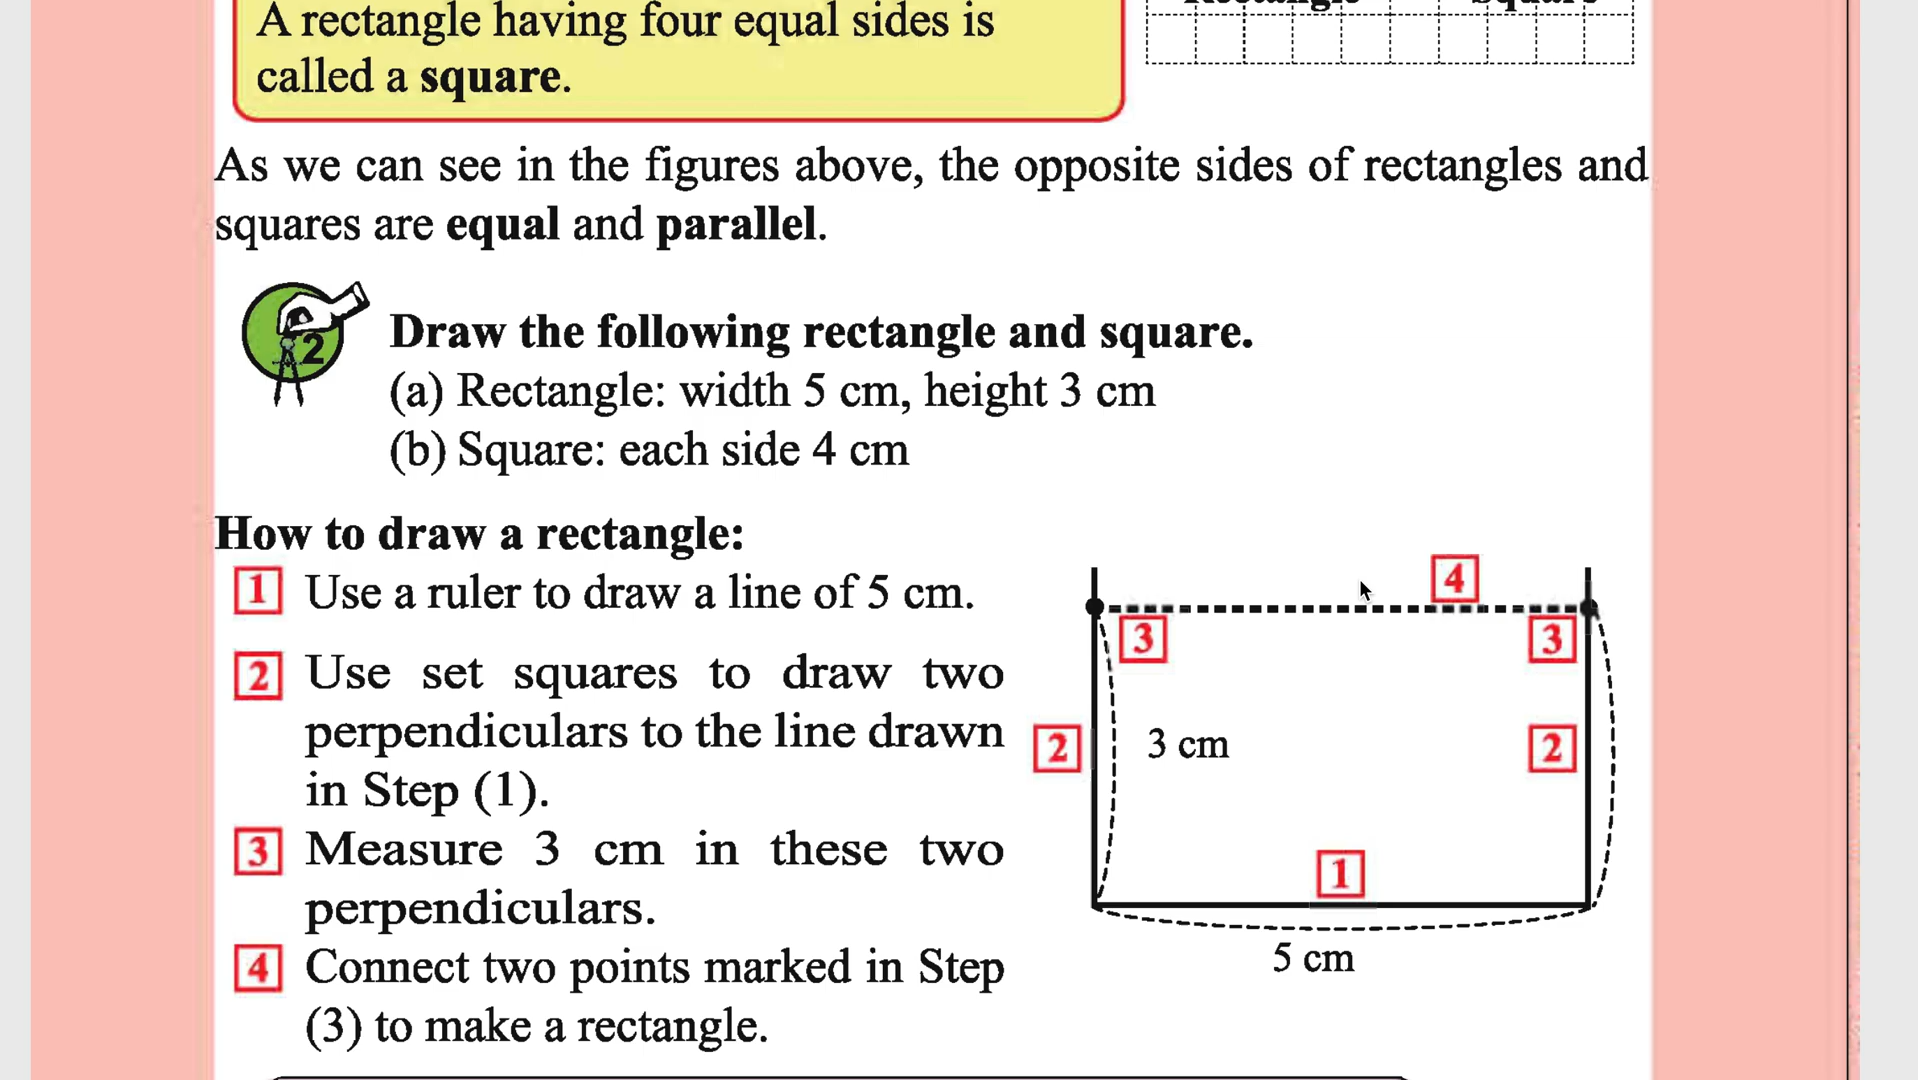 Rectangle Square
A rectangle having four equal sides is
called a square.
As we can see in the figures above, the opposite sides of rectangles and
squares are equal and parallel.
2
Draw the following rectangle and square.
(a) Rectangle: width 5 cm, height 3 cm
(b) Square: each side 4 cm
How to draw a rectangle:
1 Use a ruler to draw a line of 5 cm.
2 Use set squares to draw two
perpendiculars to the line drawn
in Step (1).
3 Measure 3 cm in these two
perpendiculars.
4 Connect two points marked in Step
(3) to make a rectangle.
4
3 3
2 3 cm 2
1
5 cm